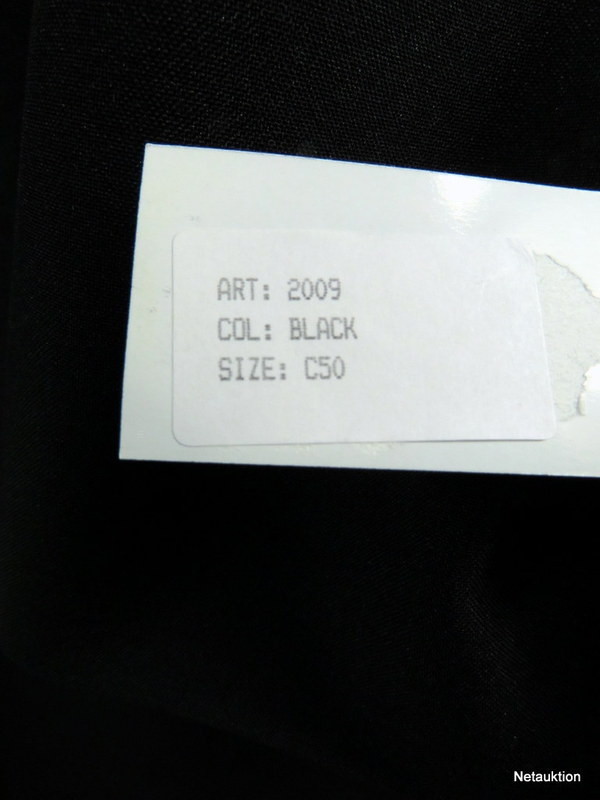 ART: 2009
COL: BLACK
SIZE: C50
Netauktion